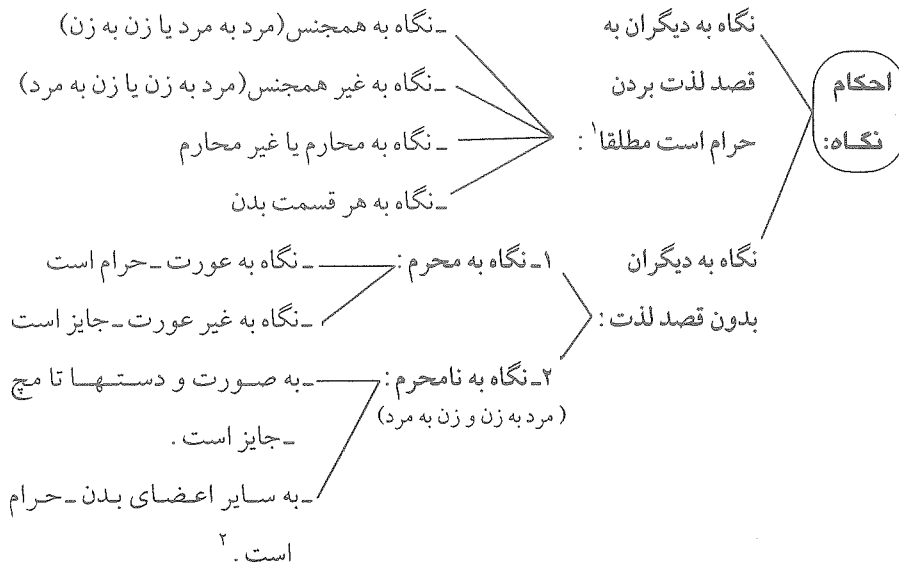 احکام
نگاه:
نگاه به دیگران به
قصد لذت بردن
حرام است مطلقا۱:
ـ نگاه به همجنس (مرد به مرد یا زن به زن)
ـ نگاه به غیر همجنس (مرد به زن یا زن به مرد)
ـ نگاه به محارم یا غیر محارم
ـ نگاه به هر قسمت بدن
نگاه به دیگران
بدون قصد لذت:
۱ـ نگاه به محرم:
ـ نگاه به عورت ـ حرام است
ـ نگاه به غیر عورت ـ جایز است
۲ـ نگاه به نامحرم:
(مرد به زن و زن به مرد)
ـ به صورت و دستها تا مچ
ـ جایز است.
ـ به سایر اعضای بدن ـ حرام
است.۲